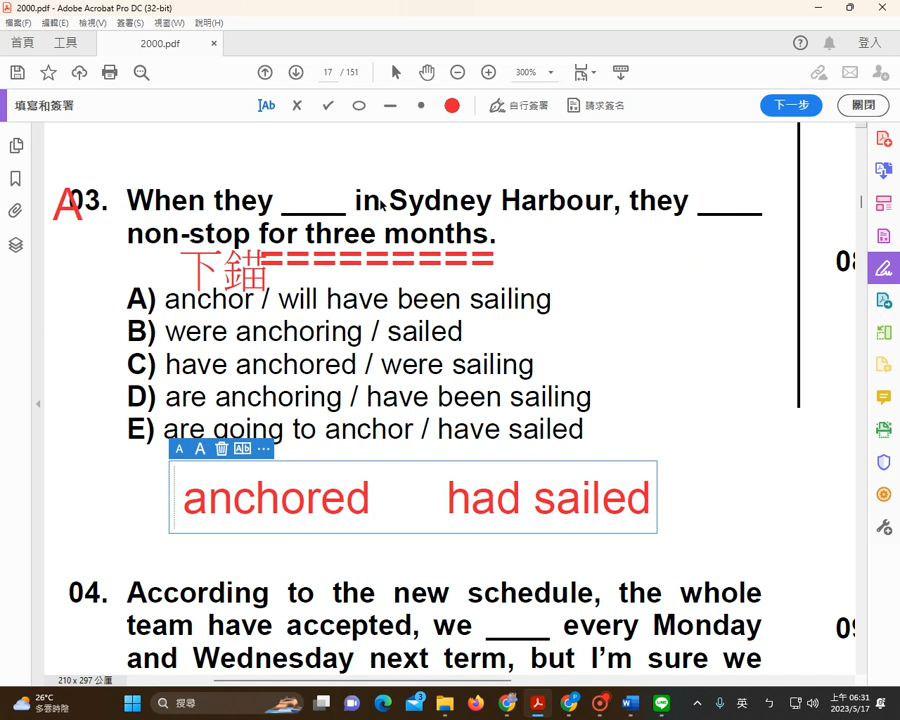 2000.pdf - Adobe Acrobat Pro DC (32-bit)
檔案(F) 編輯(E) 檢視(V) 簽署(S) 視窗(W) 說明(H)
首頁 工具 2000.pdf × 登入
17 / 151 300%
填寫和簽署 Ab 自行簽署 請求簽名 下一步 關閉
A
03. When they ____ in Sydney Harbour, they ____
non-stop for three months.
下錨=========
A) anchor / will have been sailing
B) were anchoring / sailed
C) have anchored / were sailing
D) are anchoring / have been sailing
E) are going to anchor / have sailed
A A Ab ...
anchored had sailed
04. According to the new schedule, the whole
team have accepted, we ____ every Monday
and Wednesday next term, but I'm sure we
210 x 297 公厘
26°C
多雲時陰
搜尋
3
英
ㄅ
上午 06:31
2023/5/17